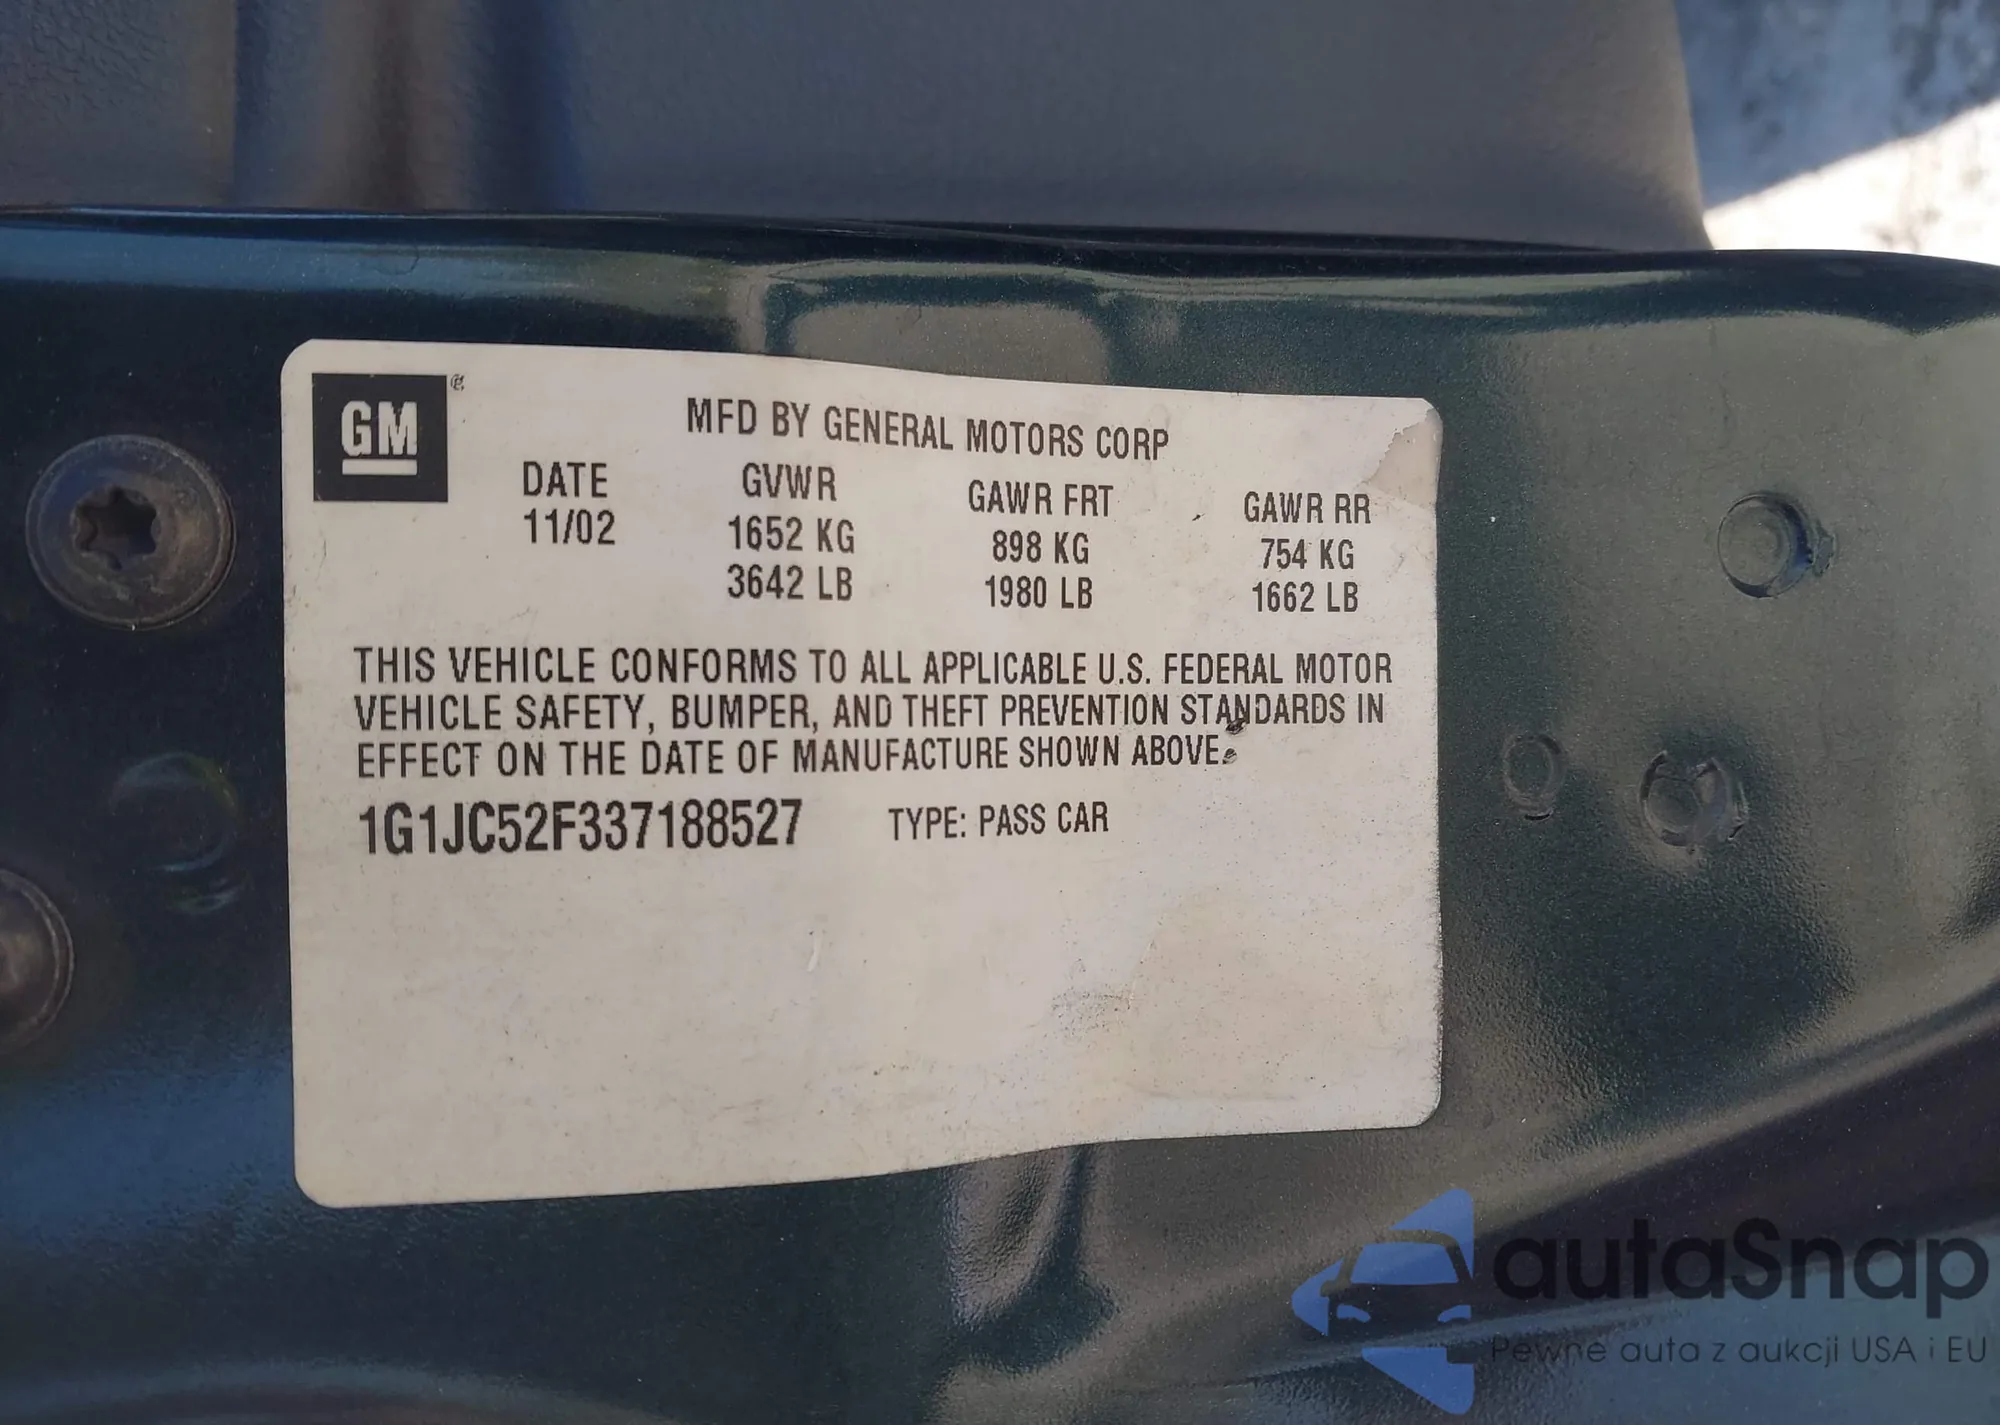 GM
MFD BY GENERAL MOTORS CORP
DATE GVWR GAWR FRT GAWR RR
11/02 1652 KG 898 KG 754 KG
3642 LB 1980 LB 1662 LB
THIS VEHICLE CONFORMS TO ALL APPLICABLE U.S. FEDERAL MOTOR
VEHICLE SAFETY, BUMPER, AND THEFT PREVENTION STANDARDS IN
EFFECT ON THE DATE OF MANUFACTURE SHOWN ABOVE.
1G1JC52F337188527 TYPE: PASS CAR
autaSnap
Pewne auta z aukcji USA i EU